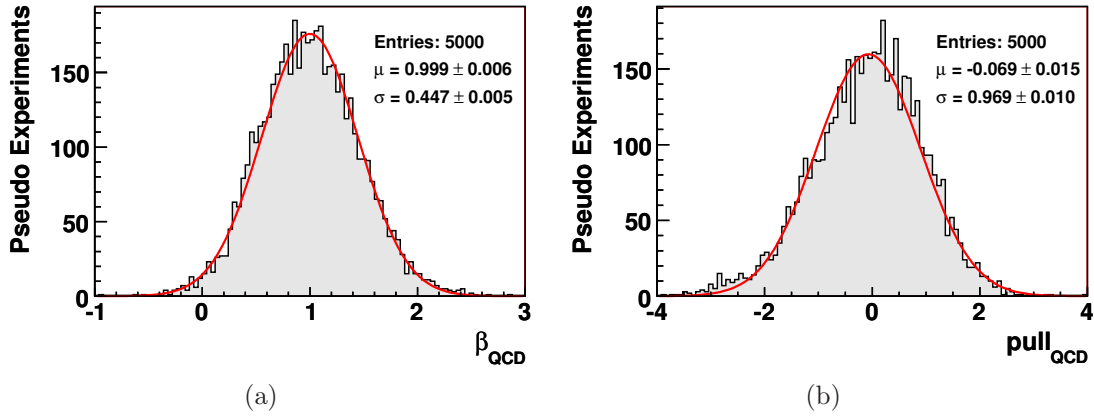 Pseudo Experiments
Entries: 5000
μ = 0.999 ± 0.006
σ = 0.447 ± 0.005
150
100
50
0
-1 0 1 2 3
β_QCD
(a)
Pseudo Experiments
Entries: 5000
μ = -0.069 ± 0.015
σ = 0.969 ± 0.010
150
100
50
0
-4 -2 0 2 4
pull_QCD
(b)